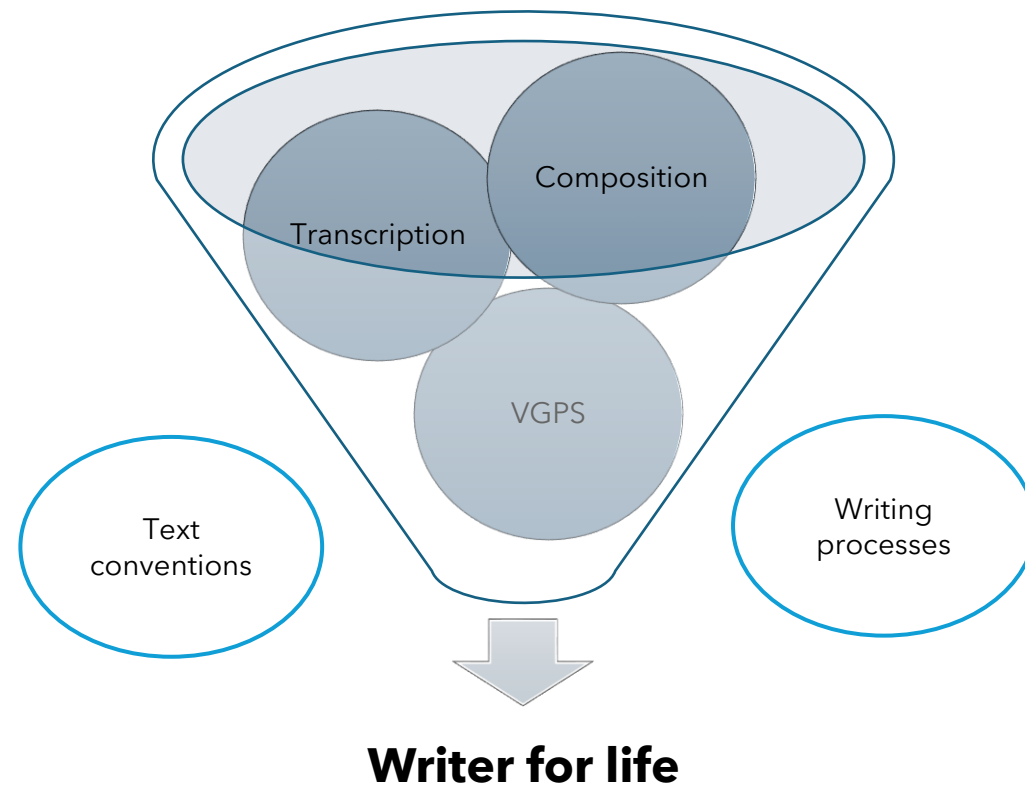 Composition
Transcription
VGPS
Text
conventions
Writing
processes
Writer for life